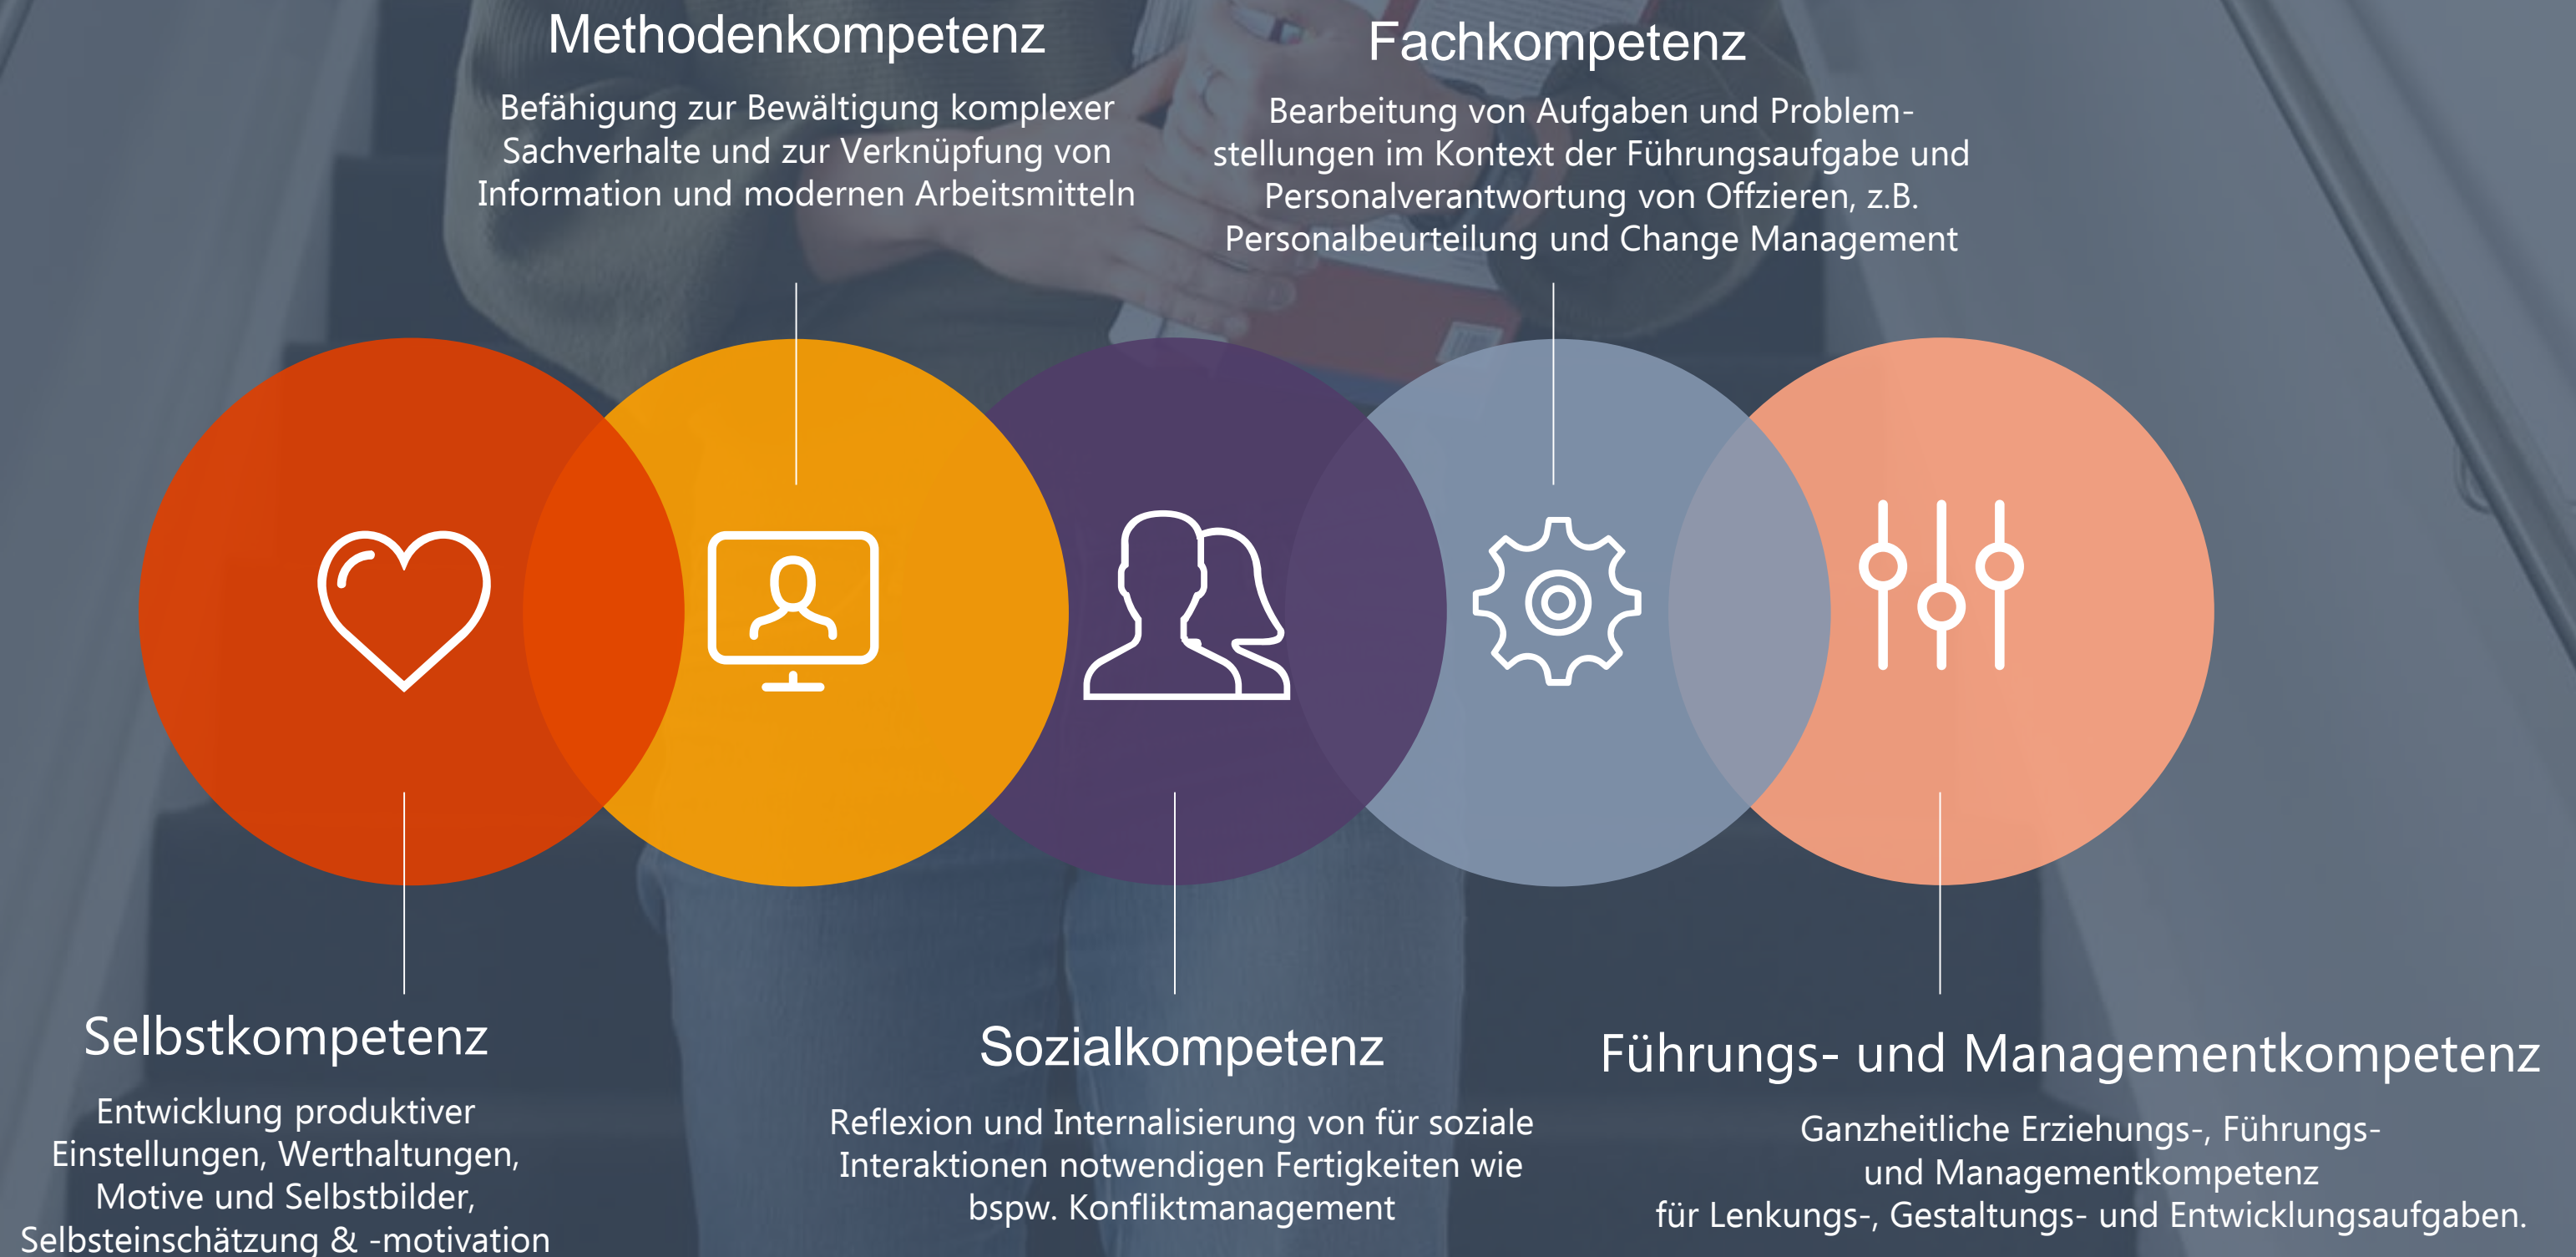 Methodenkompetenz
Befähigung zur Bewältigung komplexer
Sachverhalte und zur Verknüpfung von
Information und modernen Arbeitsmitteln
Fachkompetenz
Bearbeitung von Aufgaben und Problem-
stellungen im Kontext der Führungsaufgabe und
Personalverantwortung von Offzieren, z.B.
Personalbeurteilung und Change Management
Selbstkompetenz
Entwicklung produktiver
Einstellungen, Werthaltungen,
Motive und Selbstbilder,
Selbsteinschätzung & -motivation
Sozialkompetenz
Reflexion und Internalisierung von für soziale
Interaktionen notwendigen Fertigkeiten wie
bspw. Konfliktmanagement
Führungs- und Managementkompetenz
Ganzheitliche Erziehungs-, Führungs-
und Managementkompetenz
für Lenkungs-, Gestaltungs- und Entwicklungsaufgaben.